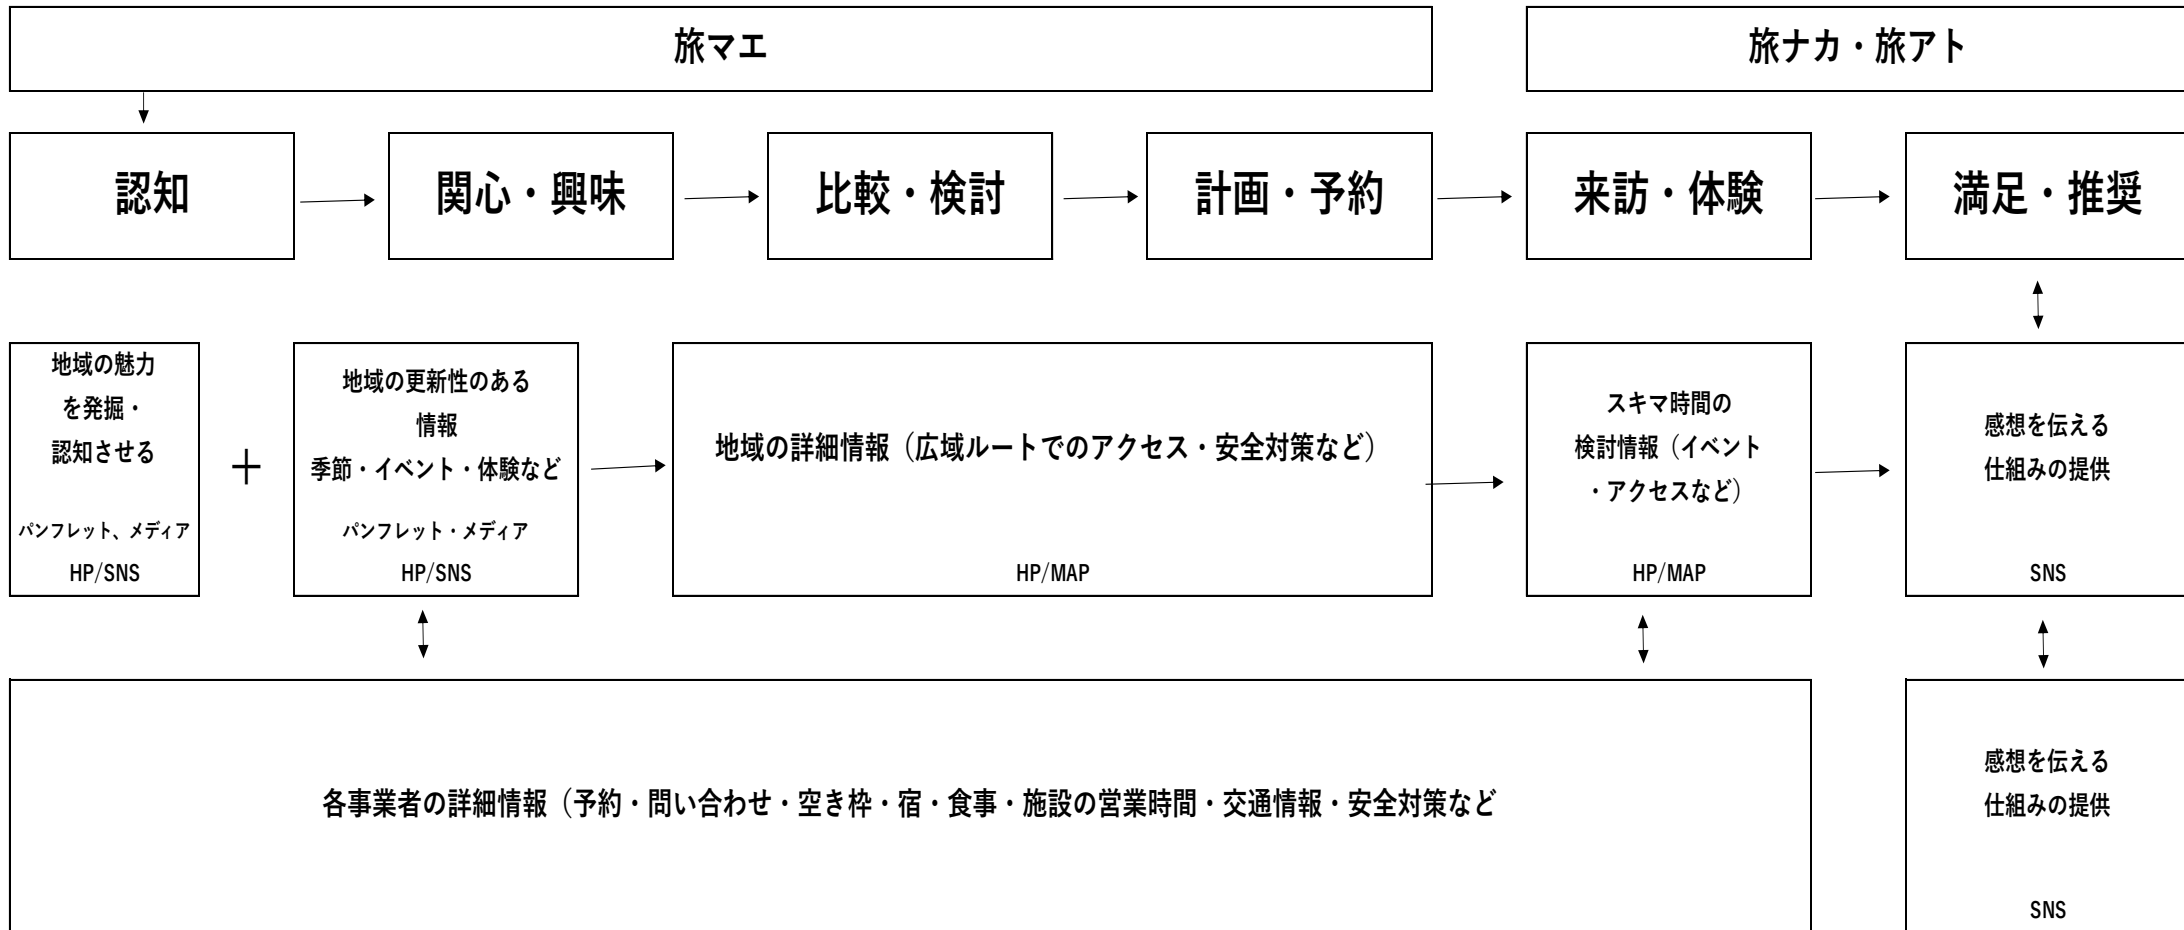 旅マエ
旅ナカ・旅アト
認知
関心・興味
比較・検討
計画・予約
来訪・体験
満足・推奨
地域の魅力
を発掘・
認知させる
パンフレット、メディア
HP/SNS
＋
地域の更新性のある
情報
季節・イベント・体験など
パンフレット・メディア
HP/SNS
地域の詳細情報（広域ルートでのアクセス・安全対策など）
HP/MAP
スキマ時間の
検討情報（イベント
・アクセスなど）
HP/MAP
感想を伝える
仕組みの提供
SNS
各事業者の詳細情報（予約・問い合わせ・空き枠・宿・食事・施設の営業時間・交通情報・安全対策など
感想を伝える
仕組みの提供
SNS